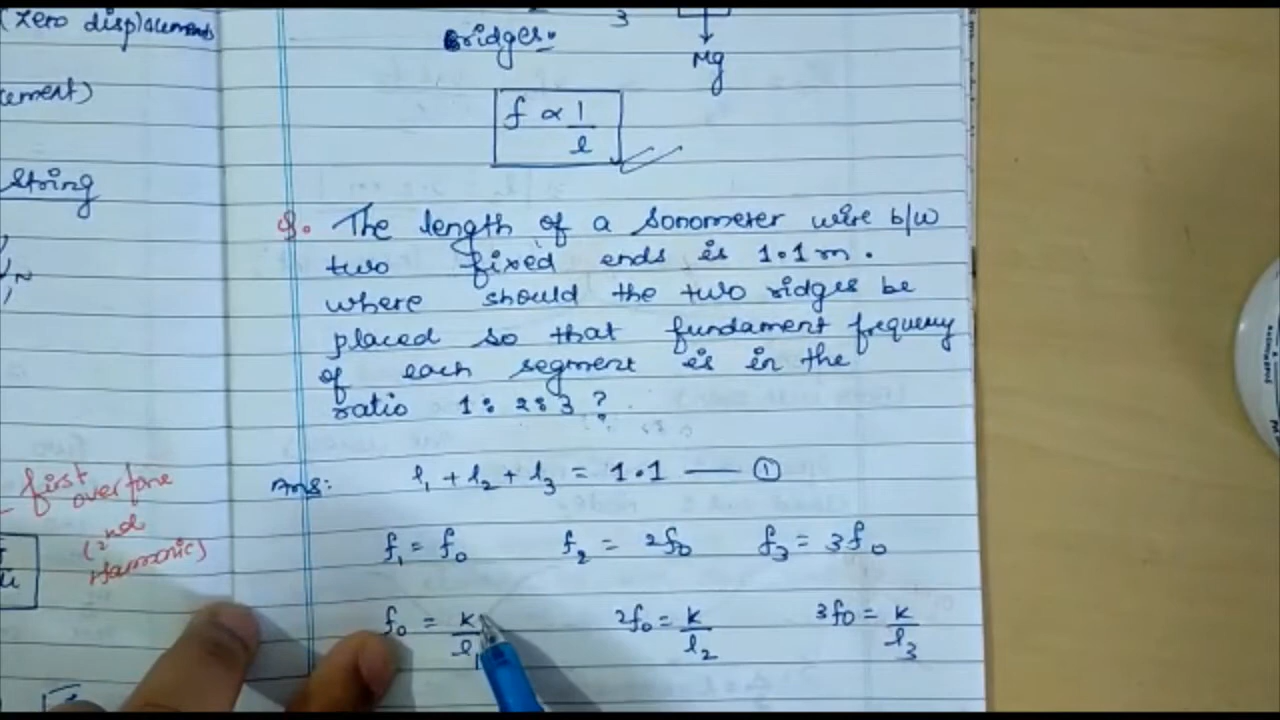 (zero displacement
cement)
string
Bridges.
3
Mg
f ∝ 1/l
Q. The length of a sonometer wire b/w
two fixed ends is 1.1m.
where should the two ridges be
placed so that fundament frequency
of each segment is in the
ratio 1:2:3 ?
Ans: l₁ + l₂ + l₃ = 1.1 — ①
f₁ = f₀ f₂ = 2f₀ f₃ = 3f₀
f₀ = k/l₁ 2f₀ = k/l₂ 3f₀ = k/l₃
first
overtone
(2nd
Harmonic)